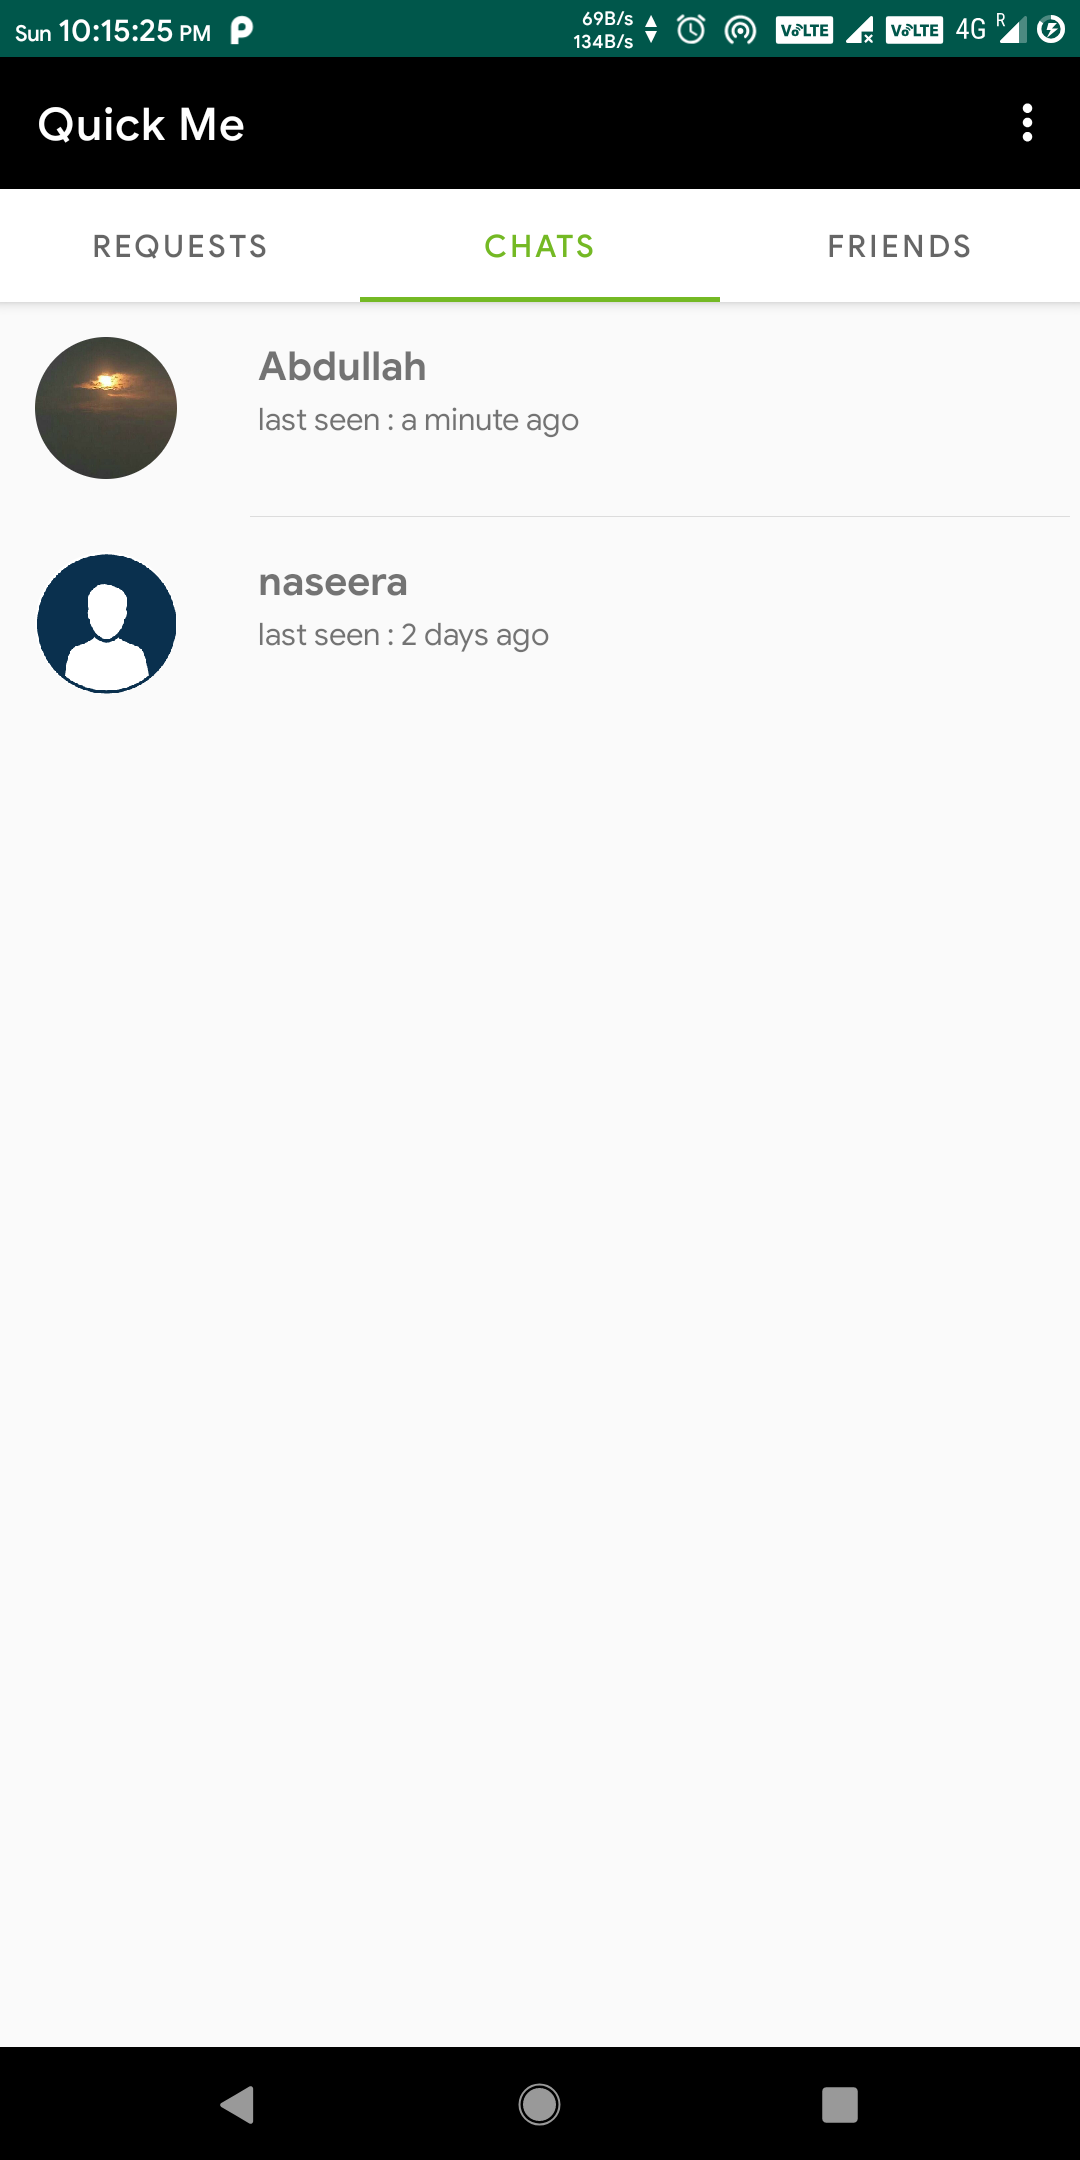 Sun 10:15:25 PM
69B/s
134B/s
VoLTE
VoLTE
4G
R
Quick Me
REQUESTS
CHATS
FRIENDS
Abdullah
last seen : a minute ago
naseera
last seen : 2 days ago